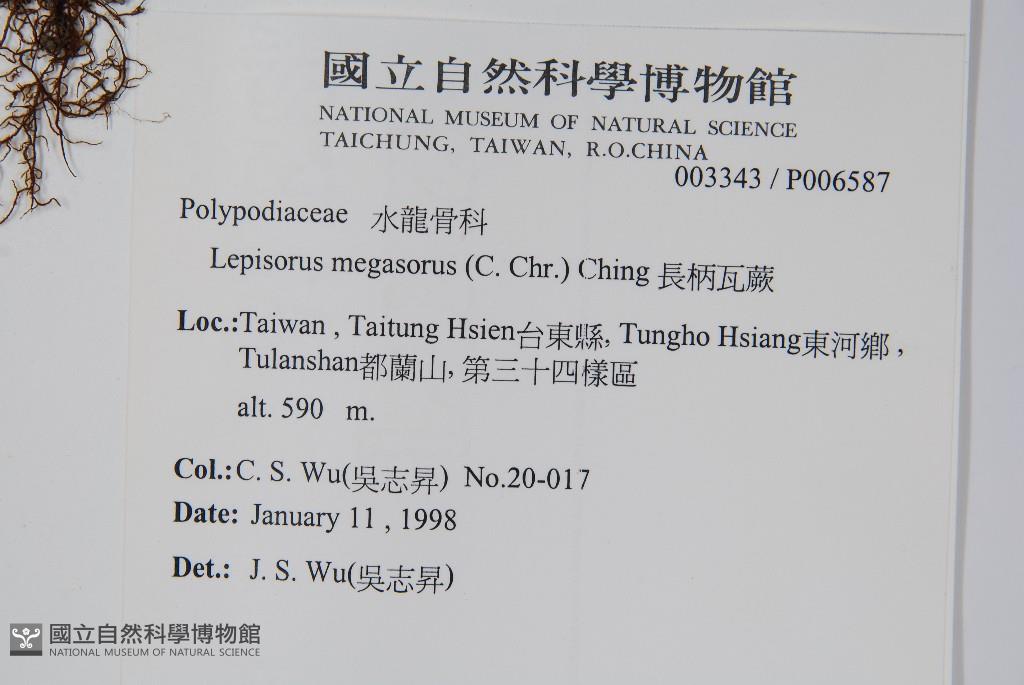 國立自然科學博物館
NATIONAL MUSEUM OF NATURAL SCIENCE
TAICHUNG, TAIWAN, R.O.CHINA
003343 / P006587
Polypodiaceae 水龍骨科
Lepisorus megasorus (C. Chr.) Ching 長柄瓦蕨
Loc.:Taiwan , Taitung Hsien台東縣, Tungho Hsiang東河鄉 ,
Tulanshan都蘭山, 第三十四樣區
alt. 590 m.
Col.:C. S. Wu(吳志昇) No.20-017
Date: January 11 , 1998
Det.: J. S. Wu(吳志昇)
國立自然科學博物館
NATIONAL MUSEUM OF NATURAL SCIENCE